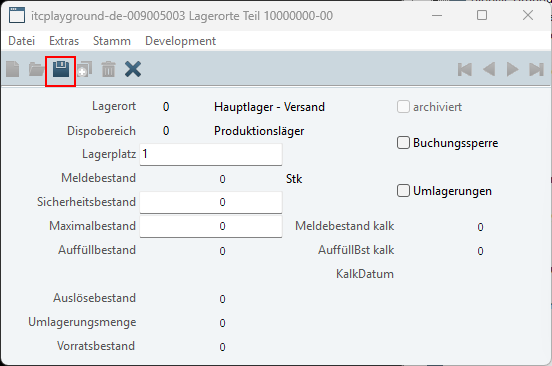 itcplayground-de-009005003 Lagerorte Teil 10000000-00
Datei Extras Stamm Development
Lagerort 0 Hauptlager - Versand archiviert
Dispobereich 0 Produktionsläger
Buchungssperre
Lagerplatz 1
Meldebestand 0 Stk
Umlagerungen
Sicherheitsbestand 0
Maximalbestand 0 Meldebestand kalk 0
Auffüllbestand 0 AuffüllBst kalk 0
KalkDatum
Auslösebestand 0
Umlagerungsmenge 0
Vorratsbestand 0